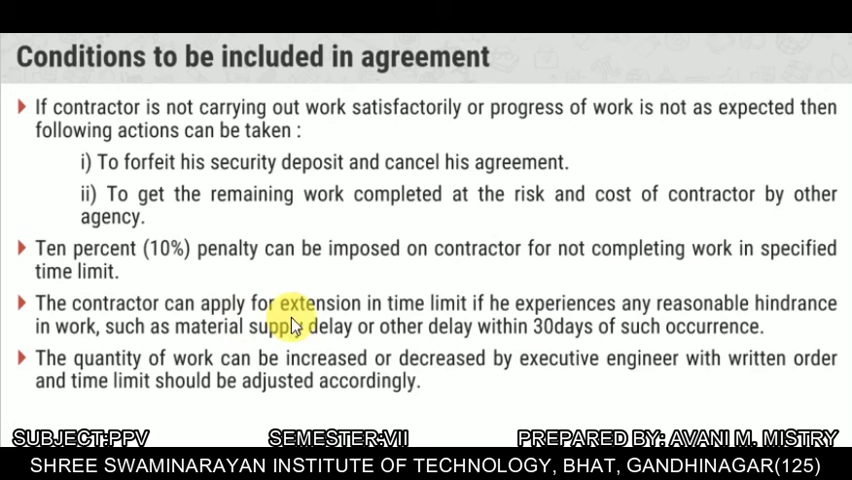 Conditions to be included in agreement
If contractor is not carrying out work satisfactorily or progress of work is not as expected then
following actions can be taken :
i) To forfeit his security deposit and cancel his agreement.
ii) To get the remaining work completed at the risk and cost of contractor by other
agency.
Ten percent (10%) penalty can be imposed on contractor for not completing work in specified
time limit.
The contractor can apply for extension in time limit if he experiences any reasonable hindrance
in work, such as material supply delay or other delay within 30days of such occurrence.
The quantity of work can be increased or decreased by executive engineer with written order
and time limit should be adjusted accordingly.
SUBJECT:PPV SEMESTER:VII PREPARED BY: AVANI M. MISTRY
SHREE SWAMINARAYAN INSTITUTE OF TECHNOLOGY, BHAT, GANDHINAGAR(125)